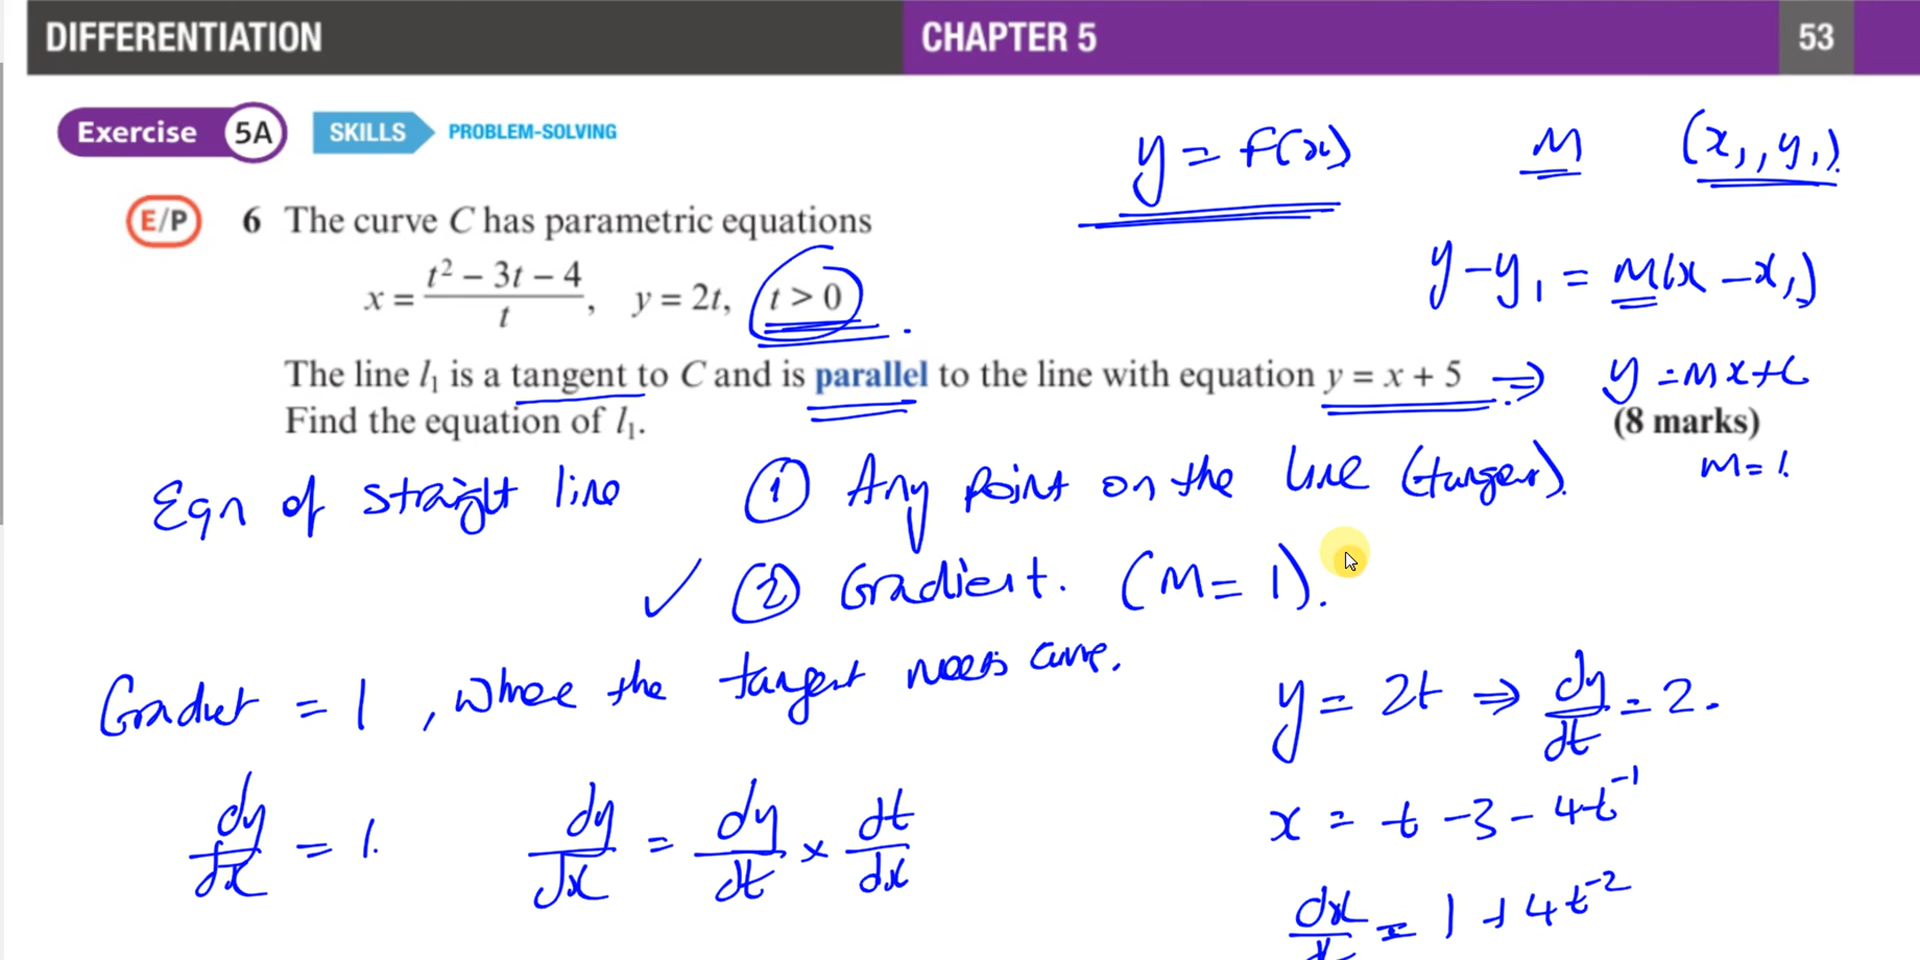 DIFFERENTIATION CHAPTER 5 53
Exercise 5A SKILLS PROBLEM-SOLVING
y = f(x) M (x₁, y₁)
E/P 6 The curve C has parametric equations
x = (t² − 3t − 4)/t, y = 2t, t > 0
y − y₁ = M(x − x₁)
The line l₁ is a tangent to C and is parallel to the line with equation y = x + 5 ⇒ y = Mx + C
Find the equation of l₁. (8 marks)
M = 1.
Eqn of straight line ① Any point on the line (tangent).
✓ ② Gradient. (M = 1).
Gradient = 1, where the tangent meets curve.
y = 2t ⇒ dy/dt = 2.
x = t − 3 − 4t⁻¹
dy/dx = 1. dy/dx = dy/dt × dt/dx
dx/ = 1 + 4t⁻²